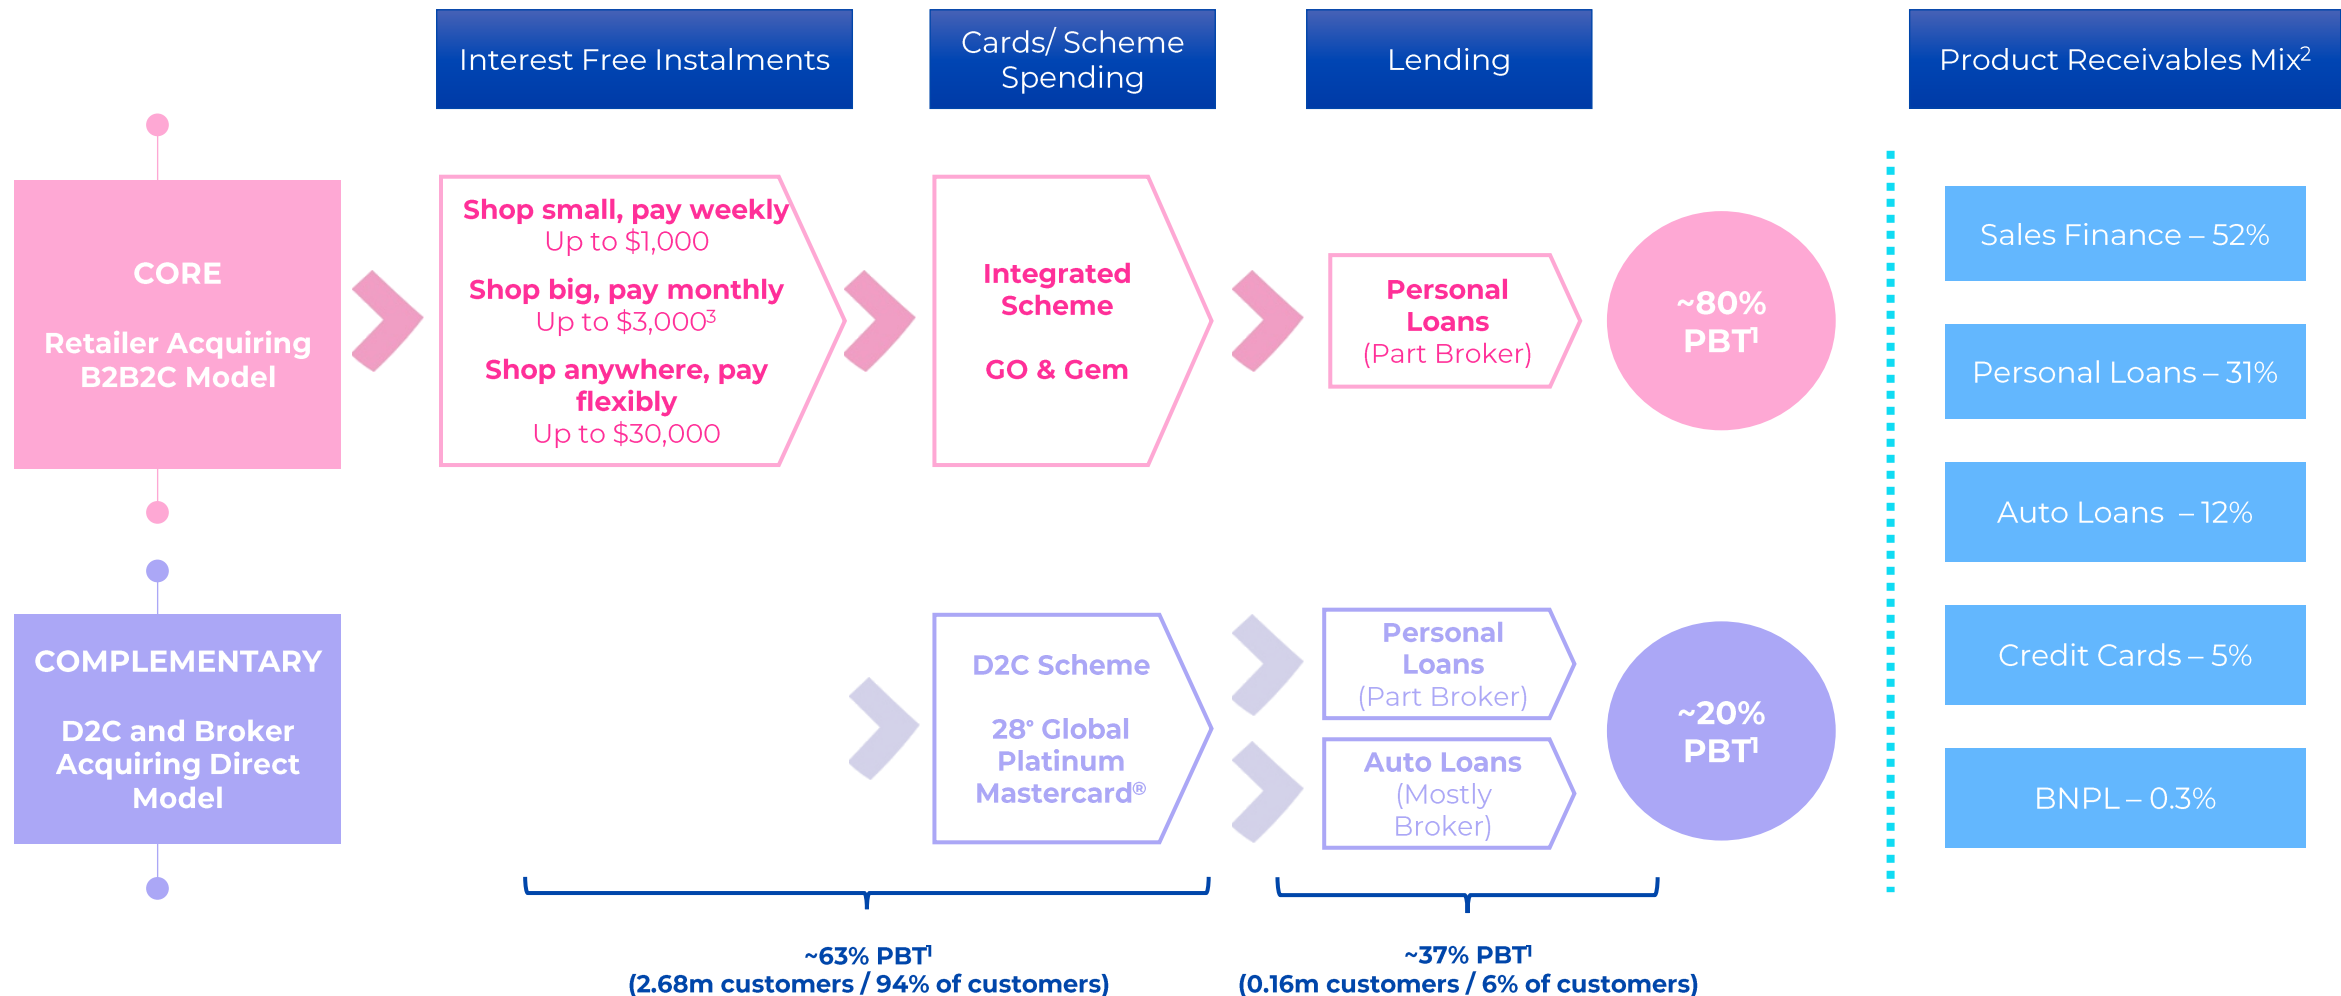 Interest Free Instalments
Cards/ Scheme
Spending
Lending
Product Receivables Mix²
CORE
Retailer Acquiring
B2B2C Model
Shop small, pay weekly
Up to $1,000
Shop big, pay monthly
Up to $3,000³
Shop anywhere, pay
flexibly
Up to $30,000
Integrated
Scheme
GO & Gem
Personal
Loans
(Part Broker)
~80%
PBT¹
Sales Finance – 52%
Personal Loans – 31%
Auto Loans – 12%
Credit Cards – 5%
BNPL – 0.3%
COMPLEMENTARY
D2C and Broker
Acquiring Direct
Model
D2C Scheme
28° Global
Platinum
Mastercard®
Personal
Loans
(Part Broker)
Auto Loans
(Mostly
Broker)
~20%
PBT¹
~63% PBT¹
(2.68m customers / 94% of customers)
~37% PBT¹
(0.16m customers / 6% of customers)